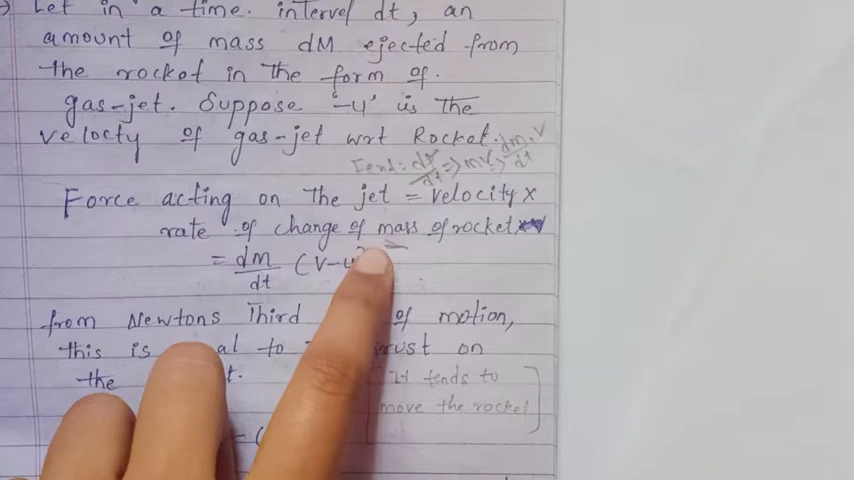 Let in a time. interval dt, an
amount of mass dM ejected from
the rocket in the form of.
gas-jet. Suppose '-u' is the
velocty of gas-jet wrt Rocket.
dm/dt . V
Force acting on the jet = velocity ×
rate of change of mass of rocket
= dm/dt (V-u
from Newtons Third of motion,
this is to on
the
It tends to
move the rocket